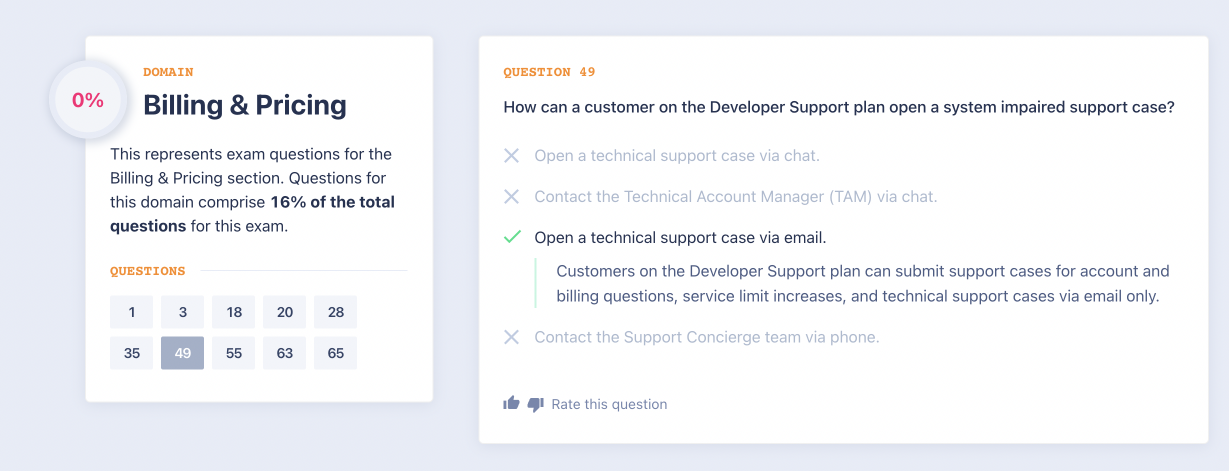 0%
DOMAIN
Billing & Pricing
This represents exam questions for the
Billing & Pricing section. Questions for
this domain comprise 16% of the total
questions for this exam.
QUESTIONS
1 3 18 20 28
35 49 55 63 65
QUESTION 49
How can a customer on the Developer Support plan open a system impaired support case?
Open a technical support case via chat.
Contact the Technical Account Manager (TAM) via chat.
Open a technical support case via email.
Customers on the Developer Support plan can submit support cases for account and
billing questions, service limit increases, and technical support cases via email only.
Contact the Support Concierge team via phone.
Rate this question